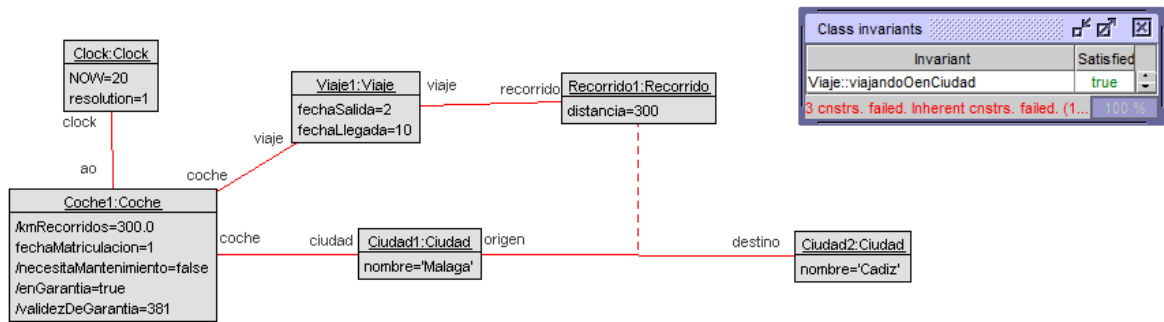 Clock:Clock
NOW=20
resolution=1
clock
ao
Viaje1:Viaje
fechaSalida=2
fechaLlegada=10
viaje
recorrido
Recorrido1:Recorrido
distancia=300
viaje
coche
Coche1:Coche
/kmRecorridos=300.0
fechaMatriculacion=1
/necesitaMantenimiento=false
/enGarantia=true
/validezDeGarantia=381
coche
ciudad
Ciudad1:Ciudad
nombre='Malaga'
origen
destino
Ciudad2:Ciudad
nombre='Cadiz'
Class invariants
Invariant Satisfied
Viaje::viajandoOenCiudad true
3 cnstrs. failed. Inherent cnstrs. failed. (1... 100 %